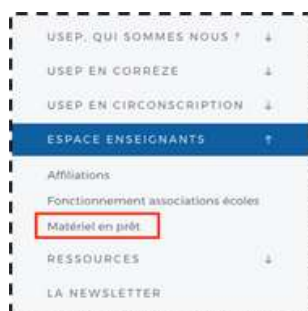 USEP, QUI SOMMES NOUS ?
USEP EN CORRÈZE
USEP EN CIRCONSCRIPTION
ESPACE ENSEIGNANTS
Affiliations
Fonctionnement associations écoles
Matériel en prêt
RESSOURCES
LA NEWSLETTER